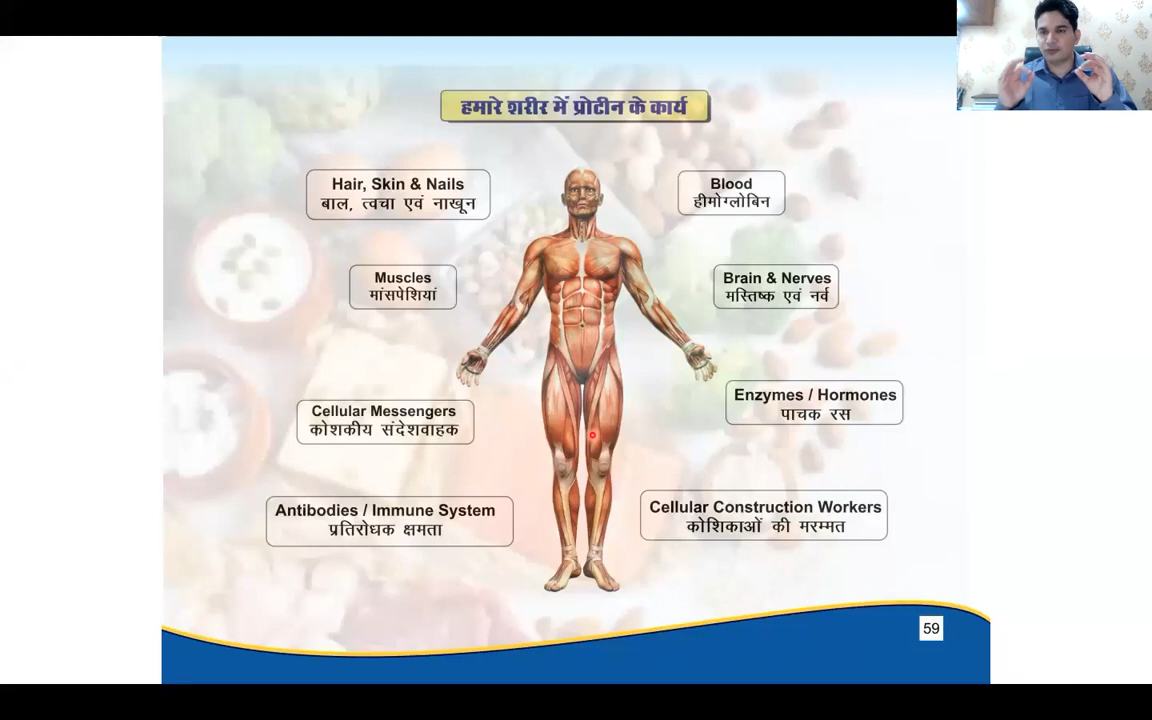 हमारे शरीर में प्रोटीन के कार्य
Hair, Skin & Nails
बाल, त्वचा एवं नाखून
Blood
हीमोग्लोबिन
Muscles
मांसपेशियां
Brain & Nerves
मस्तिष्क एवं नर्व
Cellular Messengers
कोशकीय संदेशवाहक
Enzymes / Hormones
पाचक रस
Antibodies / Immune System
प्रतिरोधक क्षमता
Cellular Construction Workers
कोशिकाओं की मरम्मत
59